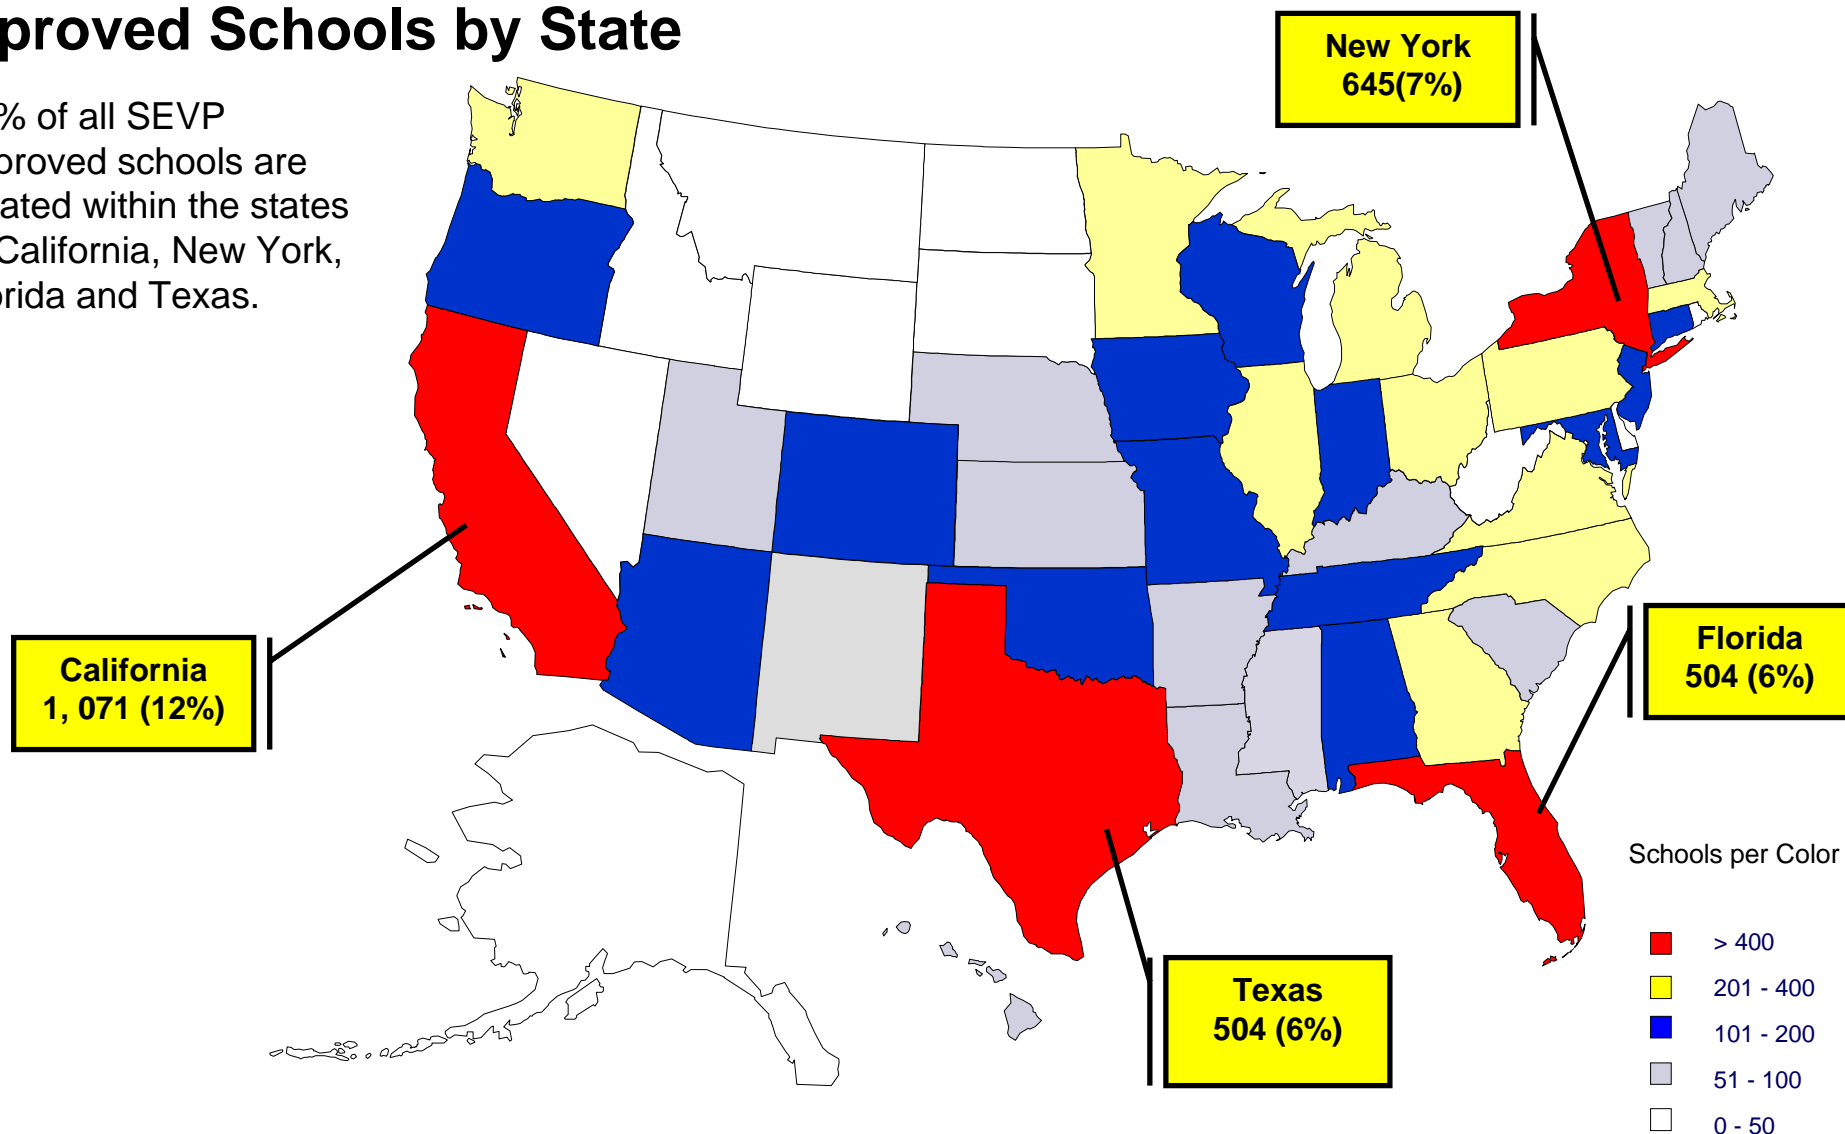 proved Schools by State
% of all SEVP
proved schools are
ated within the states
California, New York,
rida and Texas.
New York
645(7%)
California
1, 071 (12%)
Florida
504 (6%)
Texas
504 (6%)
Schools per Color
> 400
201 - 400
101 - 200
51 - 100
0 - 50